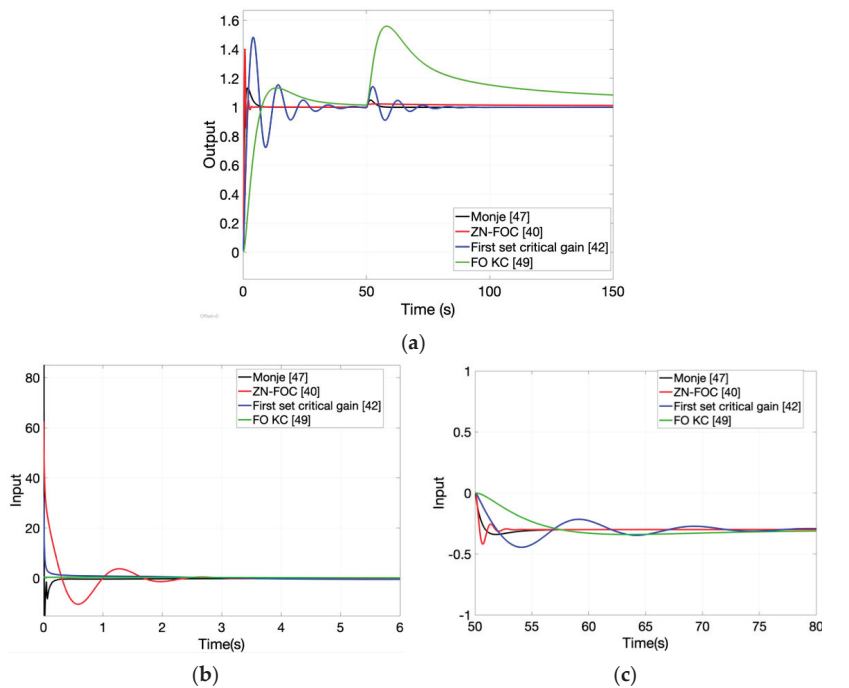 1.6
1.4
1.2
1
0.8
0.6
0.4
0.2
0
Output
Monje [47]
ZN-FOC [40]
First set critical gain [42]
FO KC [49]
0 50 100 150
Time (s)
Offset=0
(a)
80
60
40
20
0
Input
Monje [47]
ZN-FOC [40]
First set critical gain [42]
FO KC [49]
0 1 2 3 4 5 6
Time(s)
(b)
1
0.5
0
-0.5
-1
Input
Monje [47]
ZN-FOC [40]
First set critical gain [42]
FO KC [49]
50 55 60 65 70 75 80
Time(s)
(c)